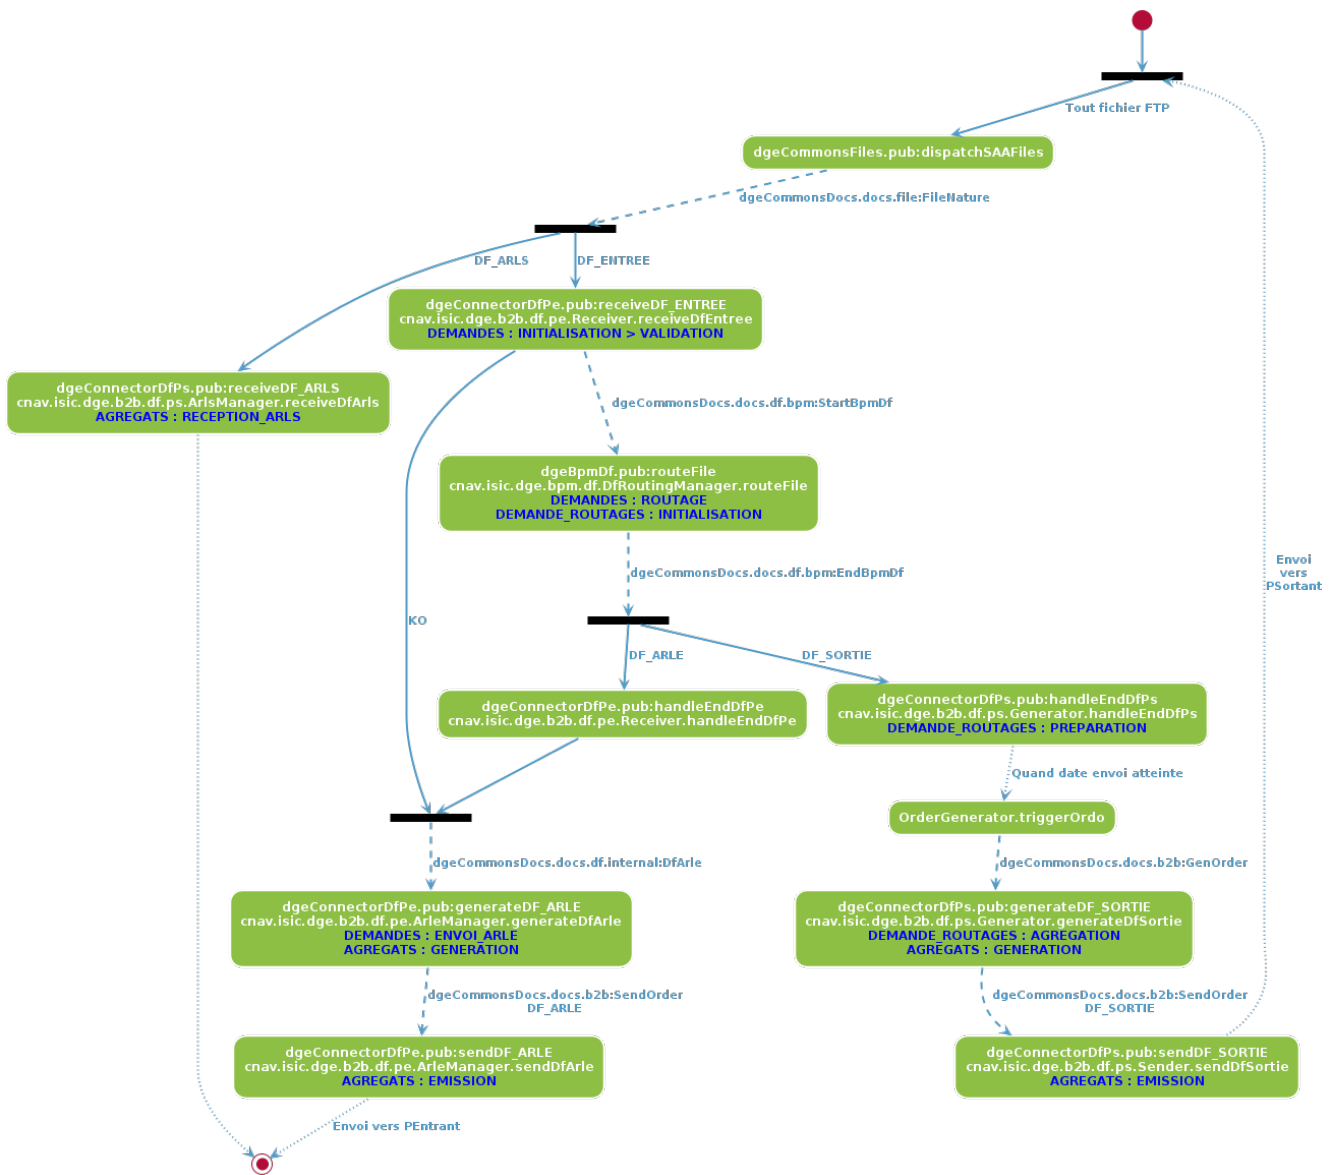 Tout fichier FTP
dgeCommonsFiles.pub:dispatchSAAFiles
dgeCommonsDocs.docs.file:FileNature
DF_ARLS
DF_ENTREE
dgeConnectorDfPe.pub:receiveDF_ENTREE
cnav.isic.dge.b2b.df.pe.Receiver.receiveDfEntree
DEMANDES : INITIALISATION > VALIDATION
dgeConnectorDfPs.pub:receiveDF_ARLS
cnav.isic.dge.b2b.df.ps.ArlsManager.receiveDfArls
AGREGATS : RECEPTION_ARLS
dgeCommonsDocs.docs.df.bpm:StartBpmDf
dgeBpmDf.pub:routeFile
cnav.isic.dge.bpm.df.DfRoutingManager.routeFile
DEMANDES : ROUTAGE
DEMANDE_ROUTAGES : INITIALISATION
dgeCommonsDocs.docs.df.bpm:EndBpmDf
Envoi
vers
PSortant
KO
DF_ARLE
DF_SORTIE
dgeConnectorDfPe.pub:handleEndDfPe
cnav.isic.dge.b2b.df.pe.Receiver.handleEndDfPe
dgeConnectorDfPs.pub:handleEndDfPs
cnav.isic.dge.b2b.df.ps.Generator.handleEndDfPs
DEMANDE_ROUTAGES : PREPARATION
Quand date envoi atteinte
OrderGenerator.triggerOrdo
dgeCommonsDocs.docs.df.internal:DfArle
dgeCommonsDocs.docs.b2b:GenOrder
dgeConnectorDfPe.pub:generateDF_ARLE
cnav.isic.dge.b2b.df.pe.ArleManager.generateDfArle
DEMANDES : ENVOI_ARLE
AGREGATS : GENERATION
dgeConnectorDfPs.pub:generateDF_SORTIE
cnav.isic.dge.b2b.df.ps.Generator.generateDfSortie
DEMANDE_ROUTAGES : AGREGATION
AGREGATS : GENERATION
dgeCommonsDocs.docs.b2b:SendOrder
DF_ARLE
dgeCommonsDocs.docs.b2b:SendOrder
DF_SORTIE
dgeConnectorDfPe.pub:sendDF_ARLE
cnav.isic.dge.b2b.df.pe.ArleManager.sendDfArle
AGREGATS : EMISSION
dgeConnectorDfPs.pub:sendDF_SORTIE
cnav.isic.dge.b2b.df.ps.Sender.sendDfSortie
AGREGATS : EMISSION
Envoi vers PEntrant